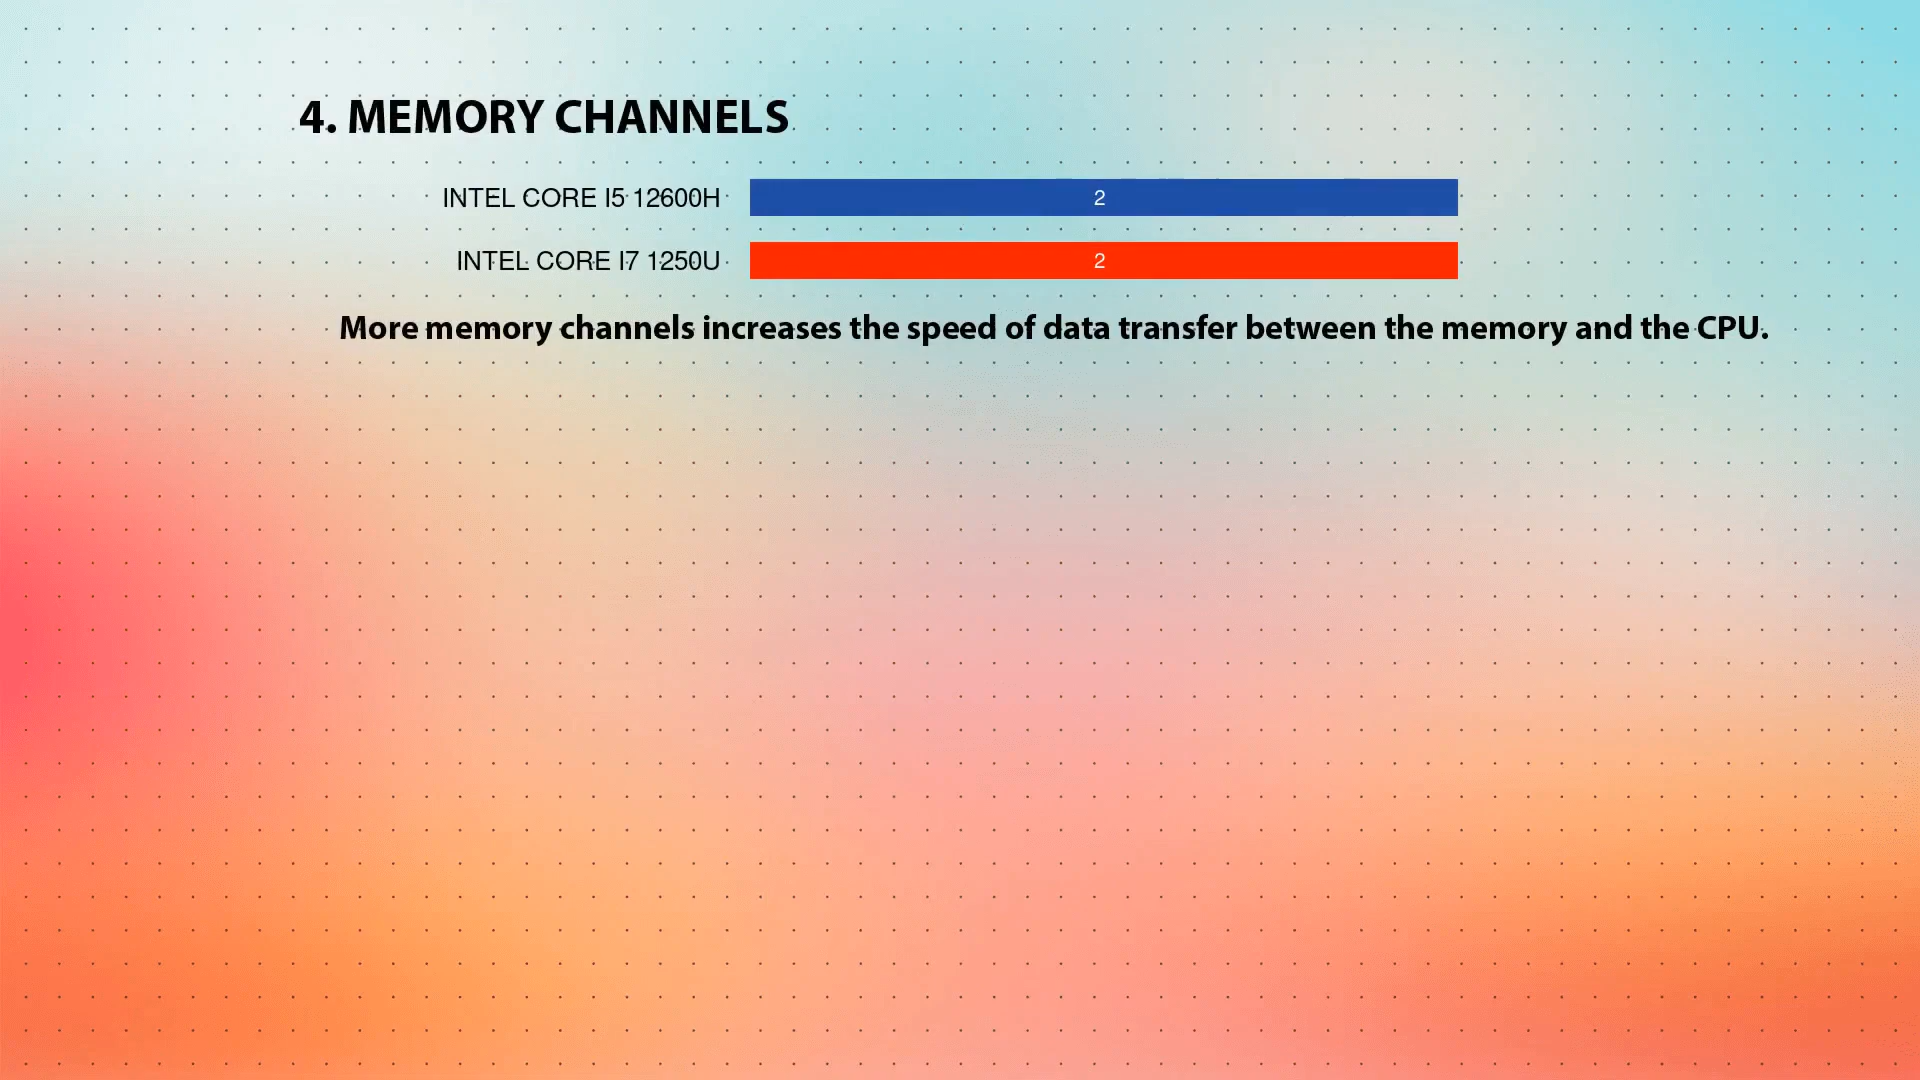 4. MEMORY CHANNELS
INTEL CORE I5 12600H 2
INTEL CORE I7 1250U 2
More memory channels increases the speed of data transfer between the memory and the CPU.